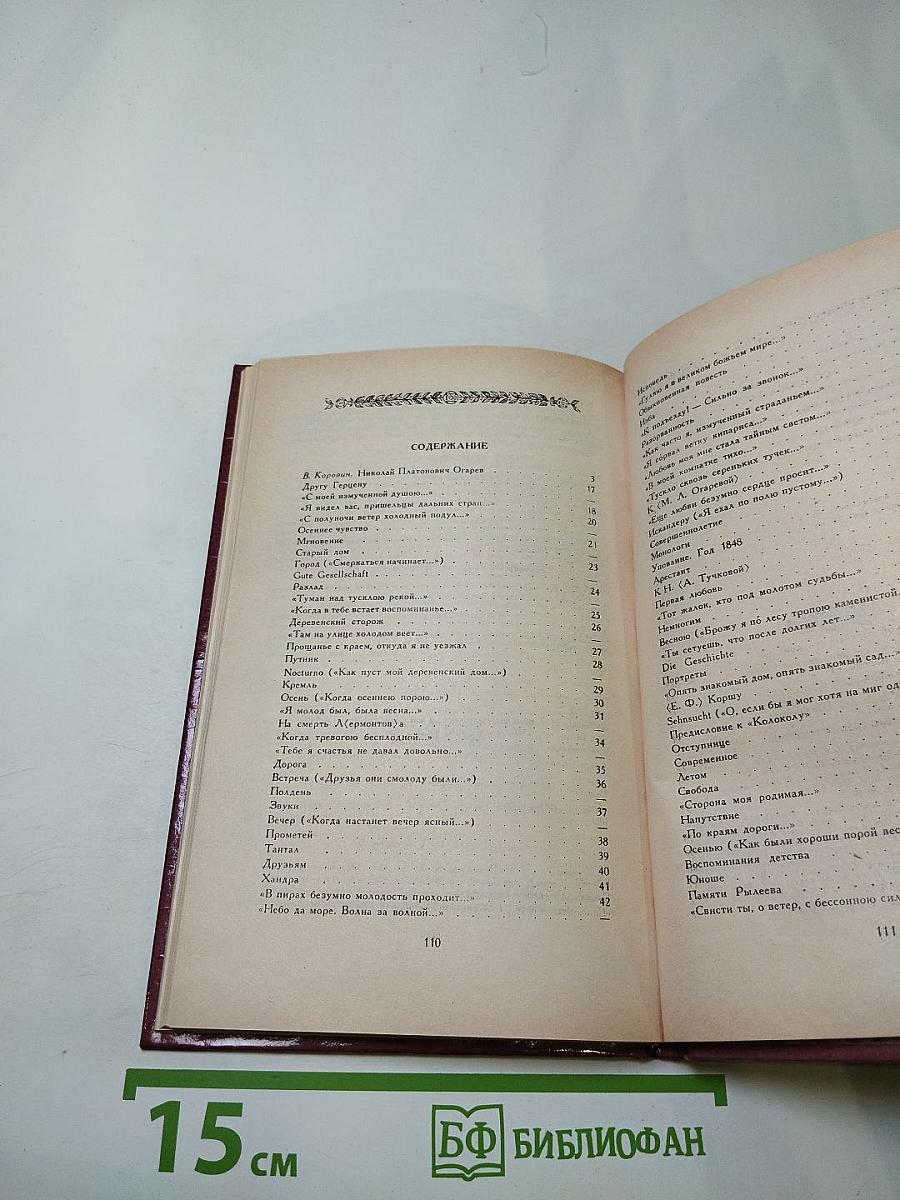 СОДЕРЖАНИЕ
В. Коровин. Николай Платонович Огарев 3
Другу Герцену 17
«Я моей измученной душою...» —
«Я видел вас, пришельцы дальних стран...» 18
«С полуночи ветер холодный подул...» 20
Осеннее чувство —
Мгновение 21
Старый дом —
Город («Смеркаться начинает...») 23
Gute Gesellschaft —
Разлад 24
«Туман над тусклою рекой...» —
«Когда в тебе встает воспоминанье...» 25
Деревенский сторож 26
«Там на улице холодом веет...» —
Прощанье с краем, откуда я не уезжал 27
Путник 28
Nocturno («Как пуст мой деревенский дом...») —
Кремль 29
Осень («Когда осеннею порою...») 30
«Я молод был, была весна...» 31
На смерть Л〈ермонтов〉а —
«Когда тревогою бесплодной...» 34
«Тебе я счастья не давал довольно...» —
Дорога 35
Встреча («Друзья они смолоду были...») 36
Полдень —
Звуки 37
Вечер («Когда настанет вечер ясный...») —
Прометей 38
Тантал 39
Друзьям 40
Хандра 41
«В пирах безумно молодость проходит...» 42
«Небо да море. Волна за волной...» —
110
Исповедь
«Гуляю я в великом божьем мире...»
Обыкновенная повесть
Изба
«К подъезду! — Сильно за звонок...»
Разорванность
«Как часто я, измученный страданьем...»
«Я сорвал ветку кипариса...»
«Любовь моя мне стала тайным светом...»
«В моей комнатке тихо...»
«Тускло сквозь сереньких тучек...»
К 〈М. Л. Огаревой〉
«Еще любви безумно сердце просит...»
Искандеру («Я ехал по полю пустому...»)
Совершеннолетие
Монологи
Упование. Год 1848
Арестант
К Н. 〈А. Тучковой〉
Первая любовь
«Тот жалок, кто под молотом судьбы...»
Немногим
Весною («Брожу я по лесу тропою каменистой.
«Ты сетуешь, что после долгих лет...»
Die Geschichte
Портреты
«Опять знакомый дом, опять знакомый сад...»
〈Е. Ф.〉 Коршу
Sehnsucht («О, если бы я мог хотя на миг од
Предисловие к «Колоколу»
Отступнице
Современное
Летом
Свобода
«Сторона моя родимая...»
Напутствие
«По краям дороги...»
Осенью («Как были хороши порой вес
Воспоминания детства
Юноше
Памяти Рылеева
«Свисти ты, о ветер, с бессонною сил
111
15 см
БФ БИБЛИОФАН